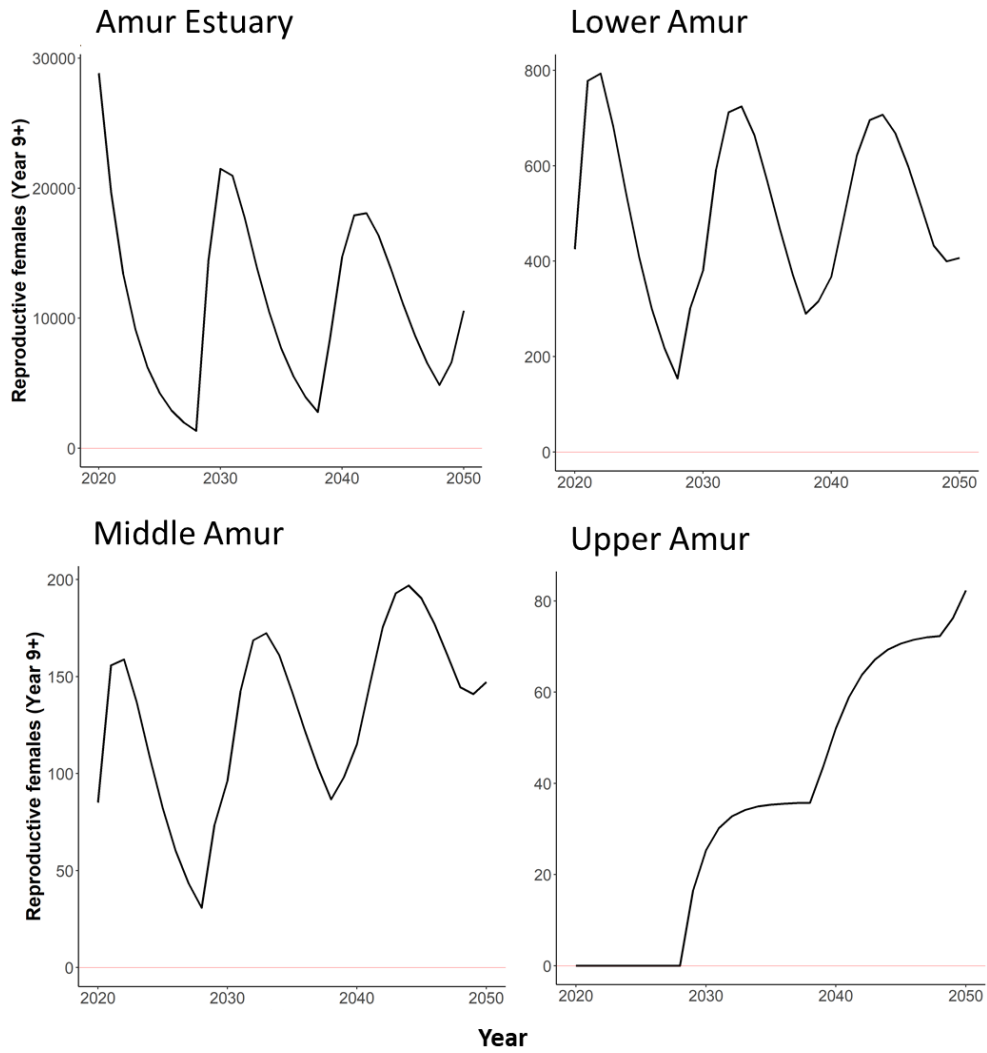 Amur Estuary
Reproductive females (Year 9+)
30000
20000
10000
0
2020 2030 2040 2050
Lower Amur
800
600
400
200
0
2020 2030 2040 2050
Middle Amur
Reproductive females (Year 9+)
200
150
100
50
0
2020 2030 2040 2050
Upper Amur
80
60
40
20
0
2020 2030 2040 2050
Year